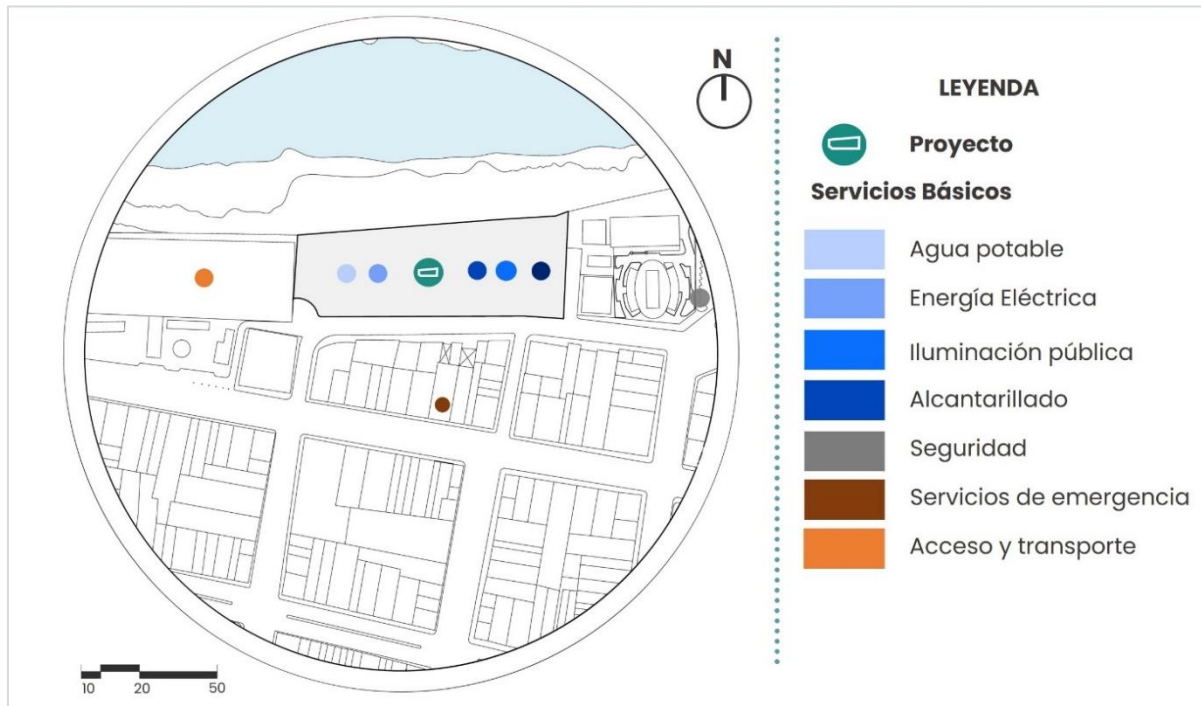 N
LEYENDA
Proyecto
Servicios Básicos
Agua potable
Energía Eléctrica
Iluminación pública
Alcantarillado
Seguridad
Servicios de emergencia
Acceso y transporte
10 20 50